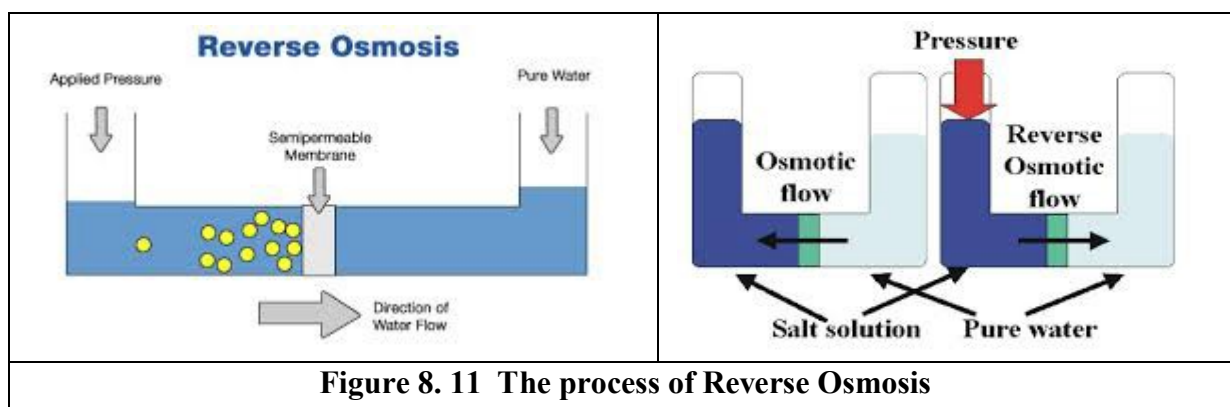 Reverse Osmosis
Applied Pressure
Pure Water
Semipermeable
Membrane
Direction of
Water Flow
Pressure
Osmotic
flow
Reverse
Osmotic
flow
Salt solution
Pure water
Figure 8. 11 The process of Reverse Osmosis